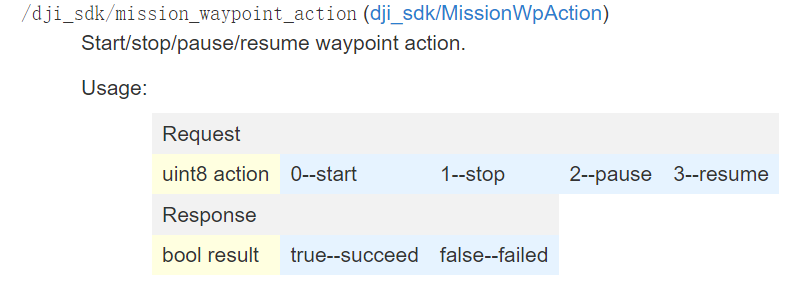 /dji_sdk/mission_waypoint_action (dji_sdk/MissionWpAction)
Start/stop/pause/resume waypoint action.
Usage:
Request
uint8 action 0--start 1--stop 2--pause 3--resume
Response
bool result true--succeed false--failed